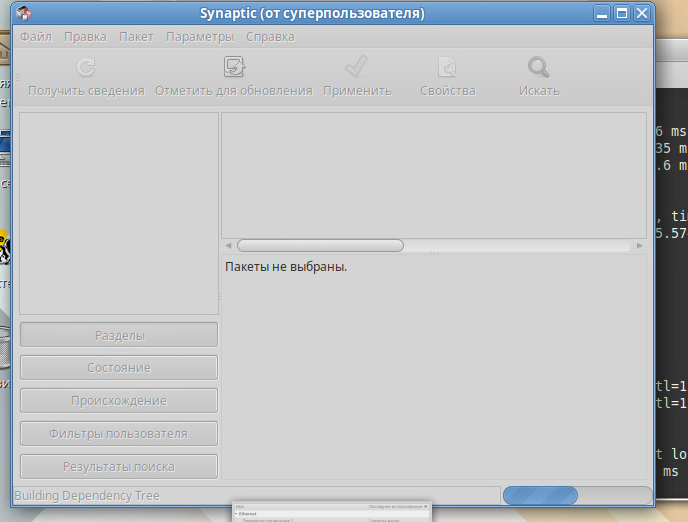 Synaptic (от суперпользователя)
Файл Правка Пакет Параметры Справка
Получить сведения Отметить для обновления Применить Свойства Искать
6 ms
35 m
.6 m
, ti
5.57
Пакеты не выбраны.
Разделы
Состояние
Происхождение
Фильтры пользователя
Результаты поиска
tl=1
tl=1
t lo
ms
Building Dependency Tree
Ethernet